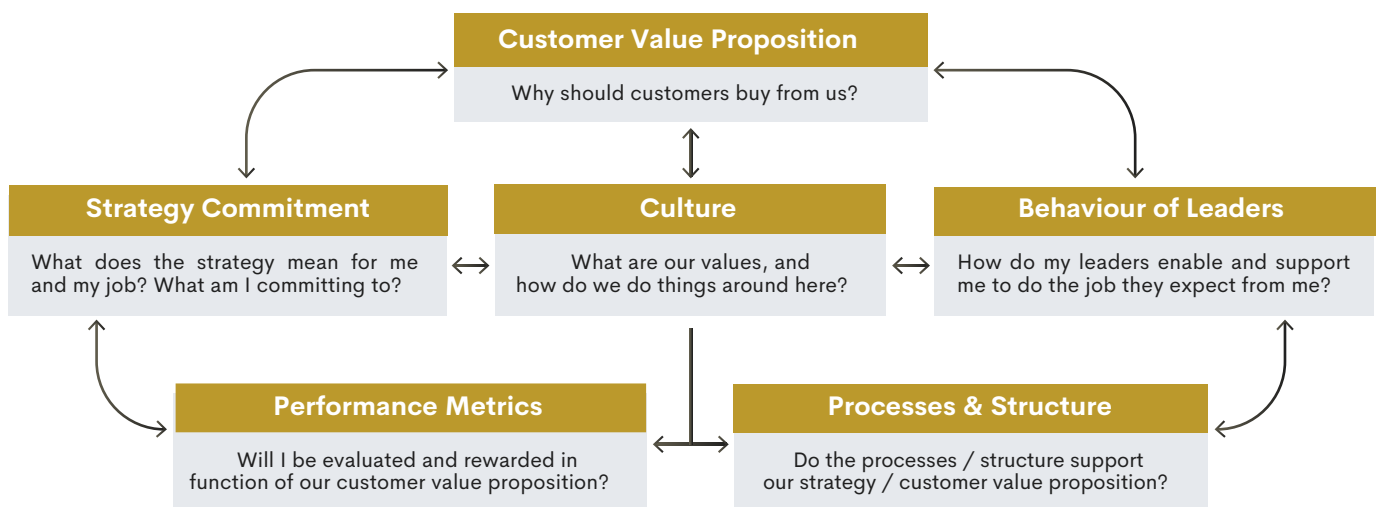 Customer Value Proposition
Why should customers buy from us?
Strategy Commitment
What does the strategy mean for me
and my job? What am I committing to?
Culture
What are our values, and
how do we do things around here?
Behaviour of Leaders
How do my leaders enable and support
me to do the job they expect from me?
Performance Metrics
Will I be evaluated and rewarded in
function of our customer value proposition?
Processes & Structure
Do the processes / structure support
our strategy / customer value proposition?